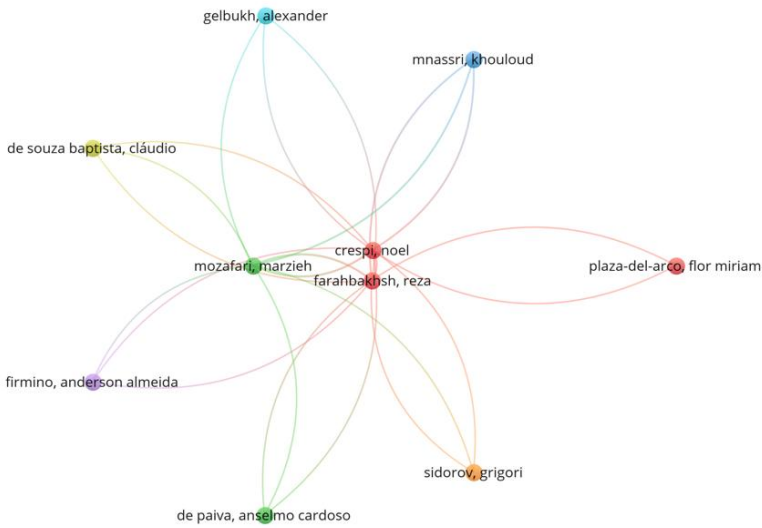 gelbukh, alexander
mnassri, khouloud
de souza baptista, cláudio
crespi, noel
mozafari, marzieh
plaza-del-arco, flor miriam
farahbakhsh, reza
firmino, anderson almeida
sidorov, grigori
de paiva, anselmo cardoso